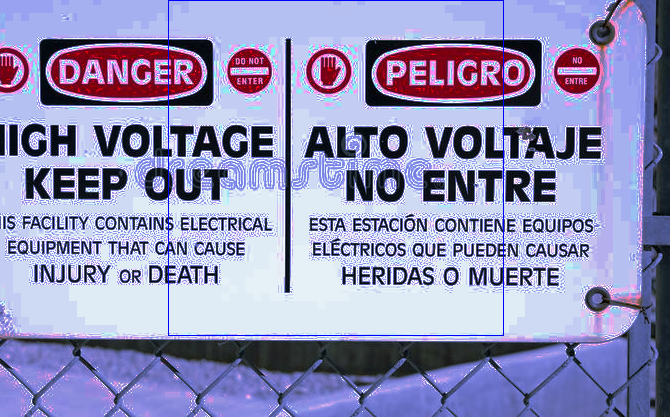 DANGER
DO NOT
ENTER
HIGH VOLTAGE
KEEP OUT
THIS FACILITY CONTAINS ELECTRICAL
EQUIPMENT THAT CAN CAUSE
INJURY OR DEATH
PELIGRO
NO
ENTRE
ALTO VOLTAJE
NO ENTRE
ESTA ESTACIÓN CONTIENE EQUIPOS
ELÉCTRICOS QUE PUEDEN CAUSAR
HERIDAS O MUERTE
dreamstime